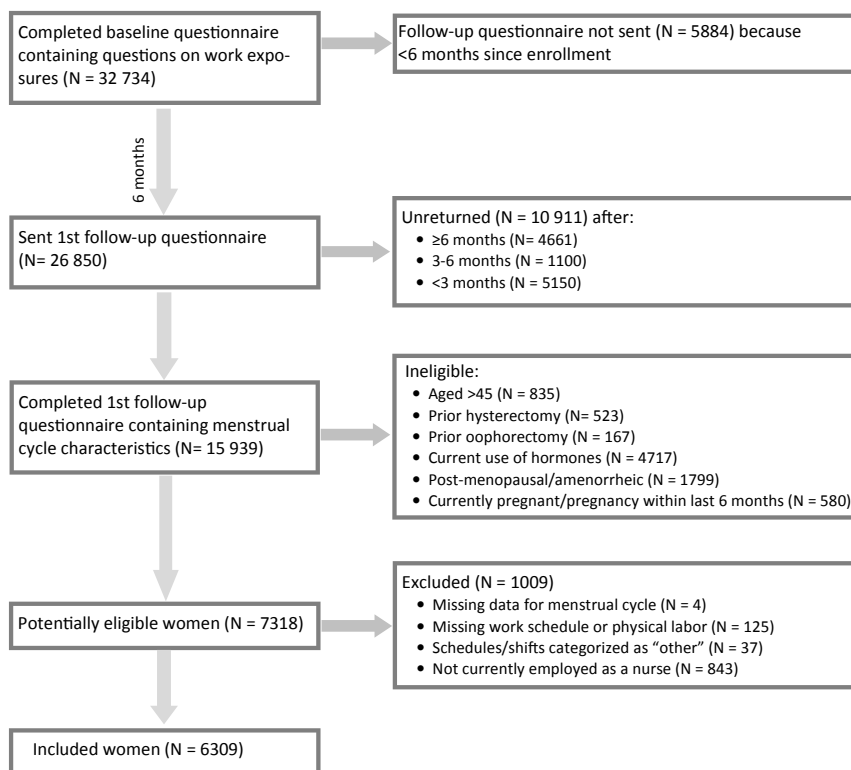 Completed baseline questionnaire
containing questions on work expo-
sures (N = 32 734)
Follow-up questionnaire not sent (N = 5884) because
<6 months since enrollment
6 months
Sent 1st follow-up questionnaire
(N= 26 850)
Unreturned (N = 10 911) after:
• ≥6 months (N= 4661)
• 3-6 months (N = 1100)
• <3 months (N = 5150)
Completed 1st follow-up
questionnaire containing menstrual
cycle characteristics (N= 15 939)
Ineligible:
• Aged >45 (N = 835)
• Prior hysterectomy (N= 523)
• Prior oophorectomy (N = 167)
• Current use of hormones (N = 4717)
• Post-menopausal/amenorrheic (N = 1799)
• Currently pregnant/pregnancy within last 6 months (N = 580)
Potentially eligible women (N = 7318)
Excluded (N = 1009)
• Missing data for menstrual cycle (N = 4)
• Missing work schedule or physical labor (N = 125)
• Schedules/shifts categorized as “other” (N = 37)
• Not currently employed as a nurse (N = 843)
Included women (N = 6309)